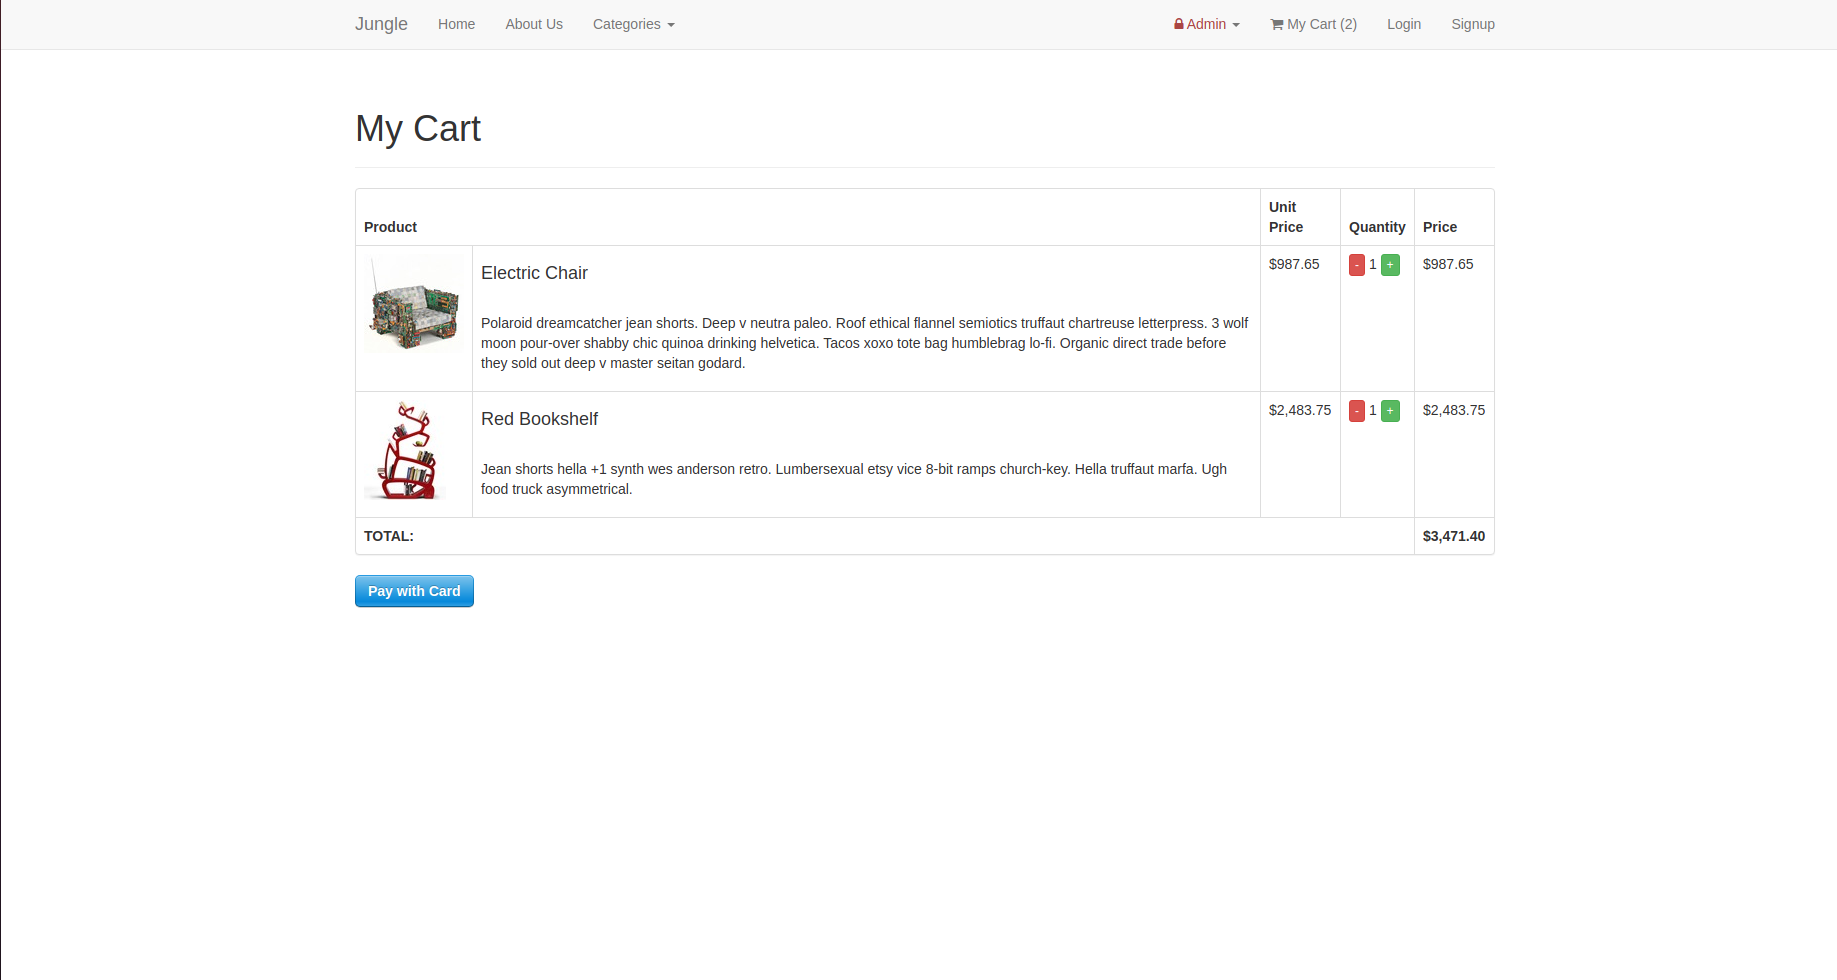 Jungle Home About Us Categories Admin My Cart (2) Login Signup
My Cart
Product Unit Price Quantity Price
Electric Chair $987.65 - 1 + $987.65
Polaroid dreamcatcher jean shorts. Deep v neutra paleo. Roof ethical flannel semiotics truffaut chartreuse letterpress. 3 wolf
moon pour-over shabby chic quinoa drinking helvetica. Tacos xoxo tote bag humblebrag lo-fi. Organic direct trade before
they sold out deep v master seitan godard.
Red Bookshelf $2,483.75 - 1 + $2,483.75
Jean shorts hella +1 synth wes anderson retro. Lumbersexual etsy vice 8-bit ramps church-key. Hella truffaut marfa. Ugh
food truck asymmetrical.
TOTAL: $3,471.40
Pay with Card